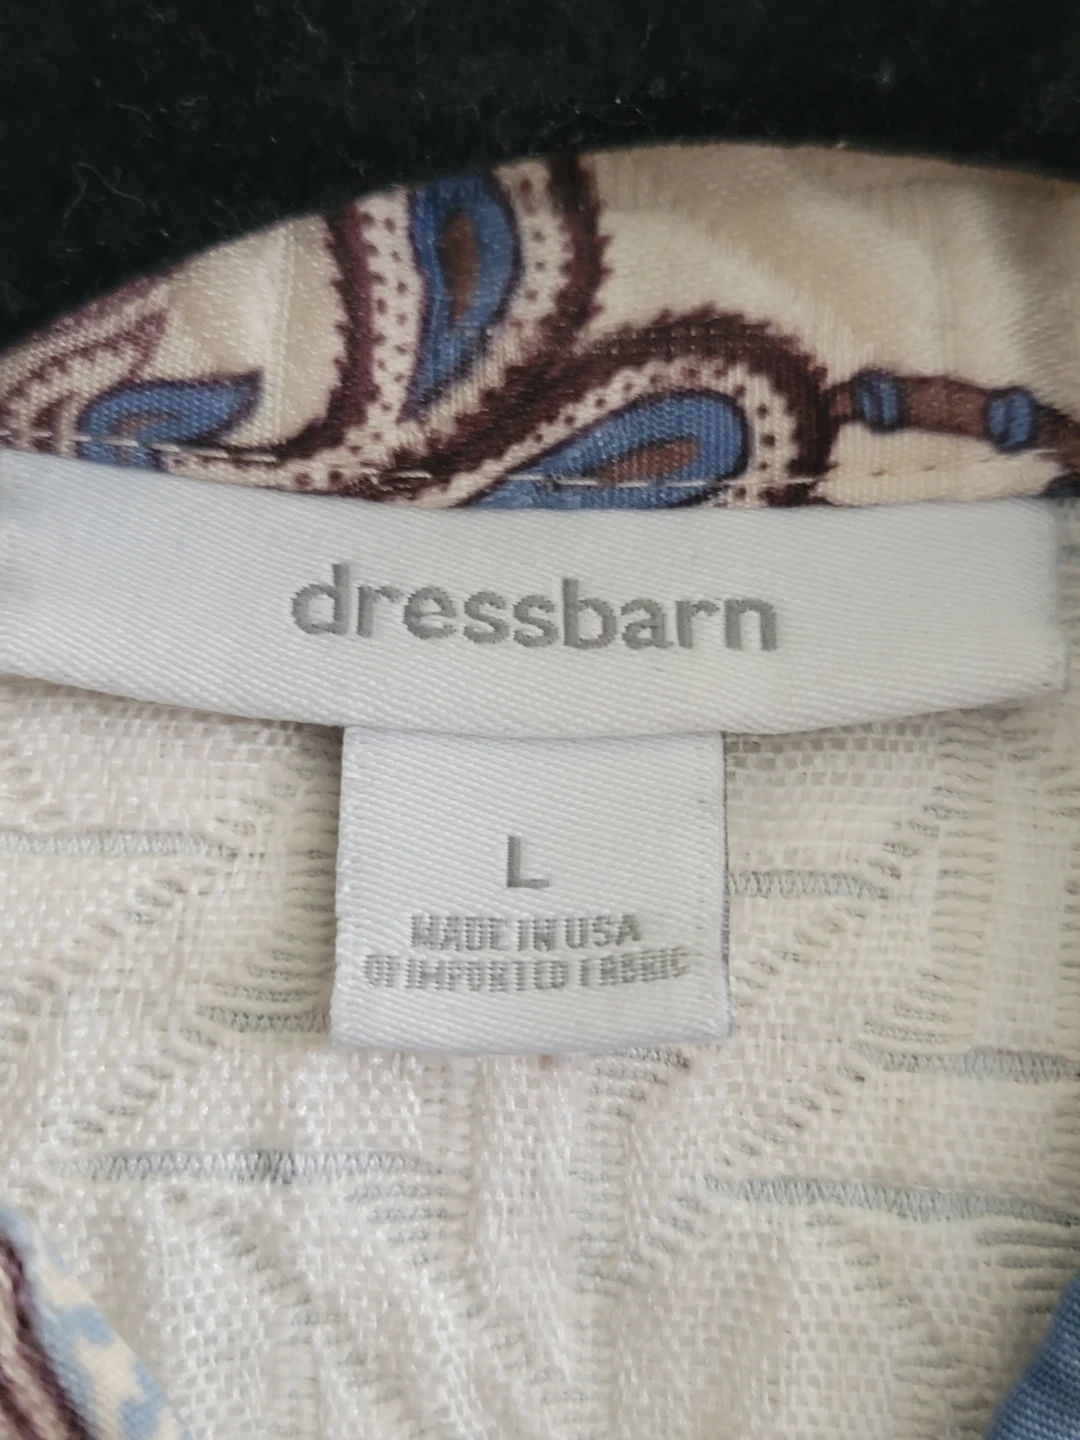 dressbarn
L
MADE IN USA
OF IMPORTED FABRIC